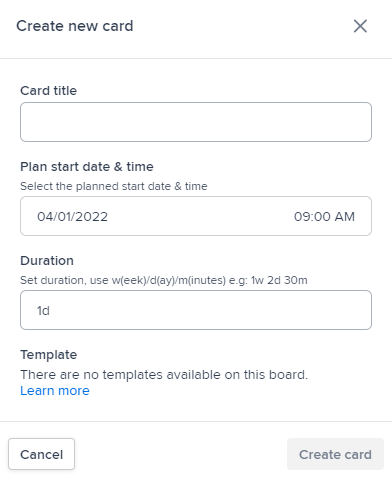 Create new card
Card title
Plan start date & time
Select the planned start date & time
04/01/2022 09:00 AM
Duration
Set duration, use w(eek)/d(ay)/m(inutes) e.g: 1w 2d 30m
1d
Template
There are no templates available on this board.
Learn more
Cancel Create card